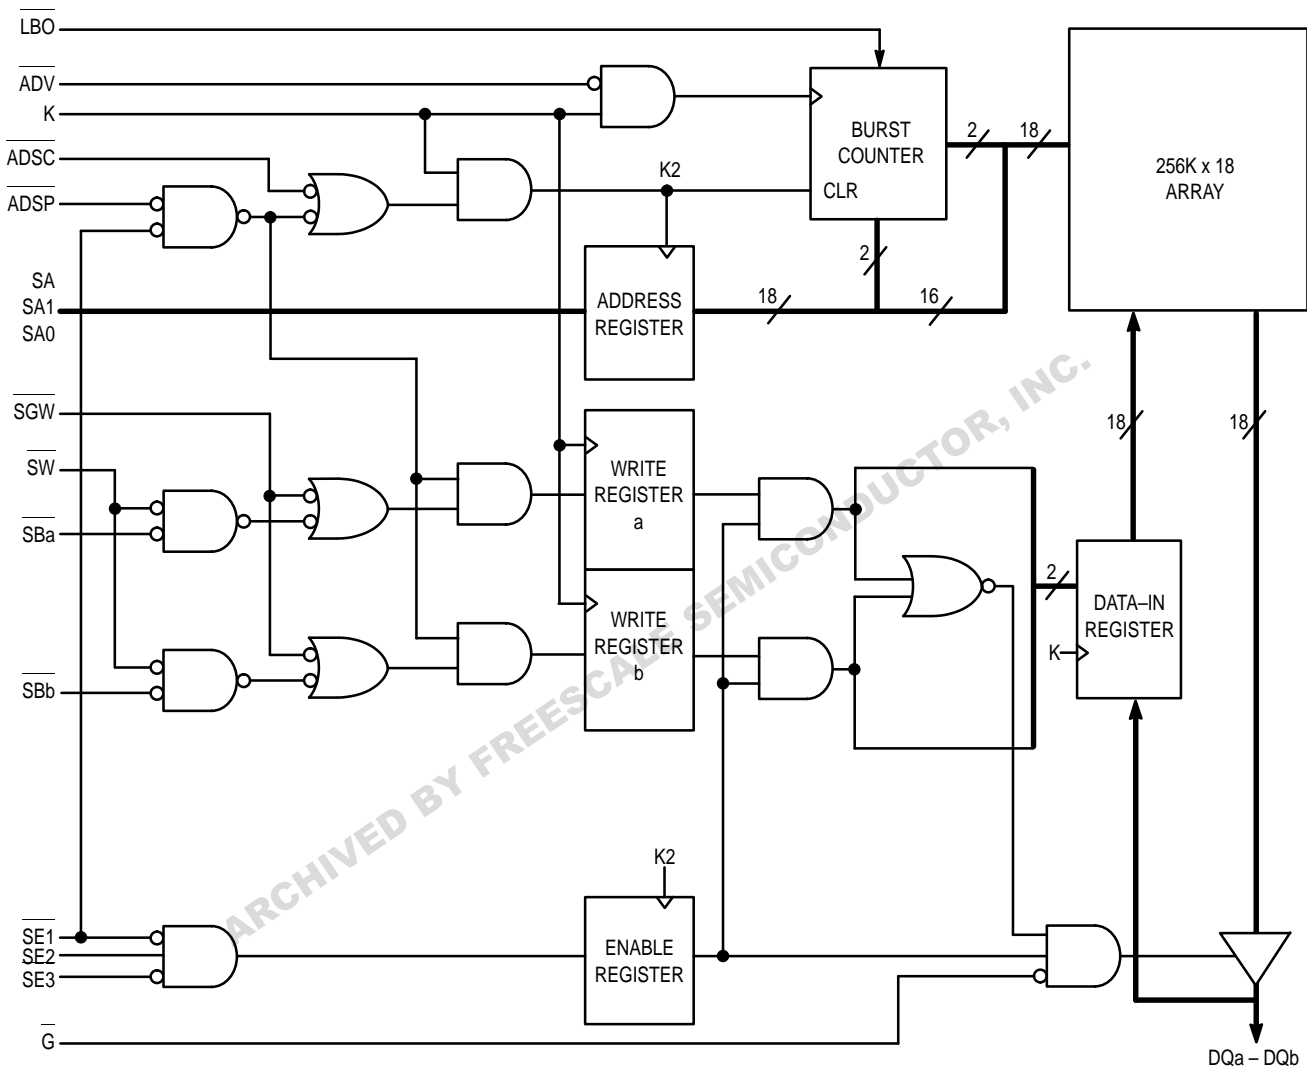 LBO
ADV
K
ADSC
ADSP
SA
SA1
SA0
SGW
SW
SBa
SBb
SE1
SE2
SE3
G
K2
BURST
COUNTER
CLR
2
18
256K x 18
ARRAY
2
ADDRESS
REGISTER
18
16
WRITE
REGISTER
a
WRITE
REGISTER
b
18
18
2
DATA–IN
REGISTER
K
K2
ENABLE
REGISTER
DQa – DQb
ARCHIVED BY FREESCALE SEMICONDUCTOR, INC.